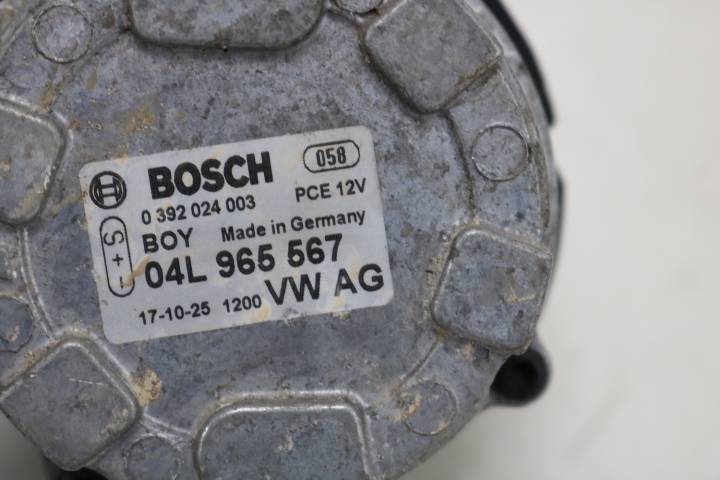 BOSCH 058
0 392 024 003 PCE 12V
BOY Made in Germany
S + -
04L 965 567
17-10-25 1200 VW AG